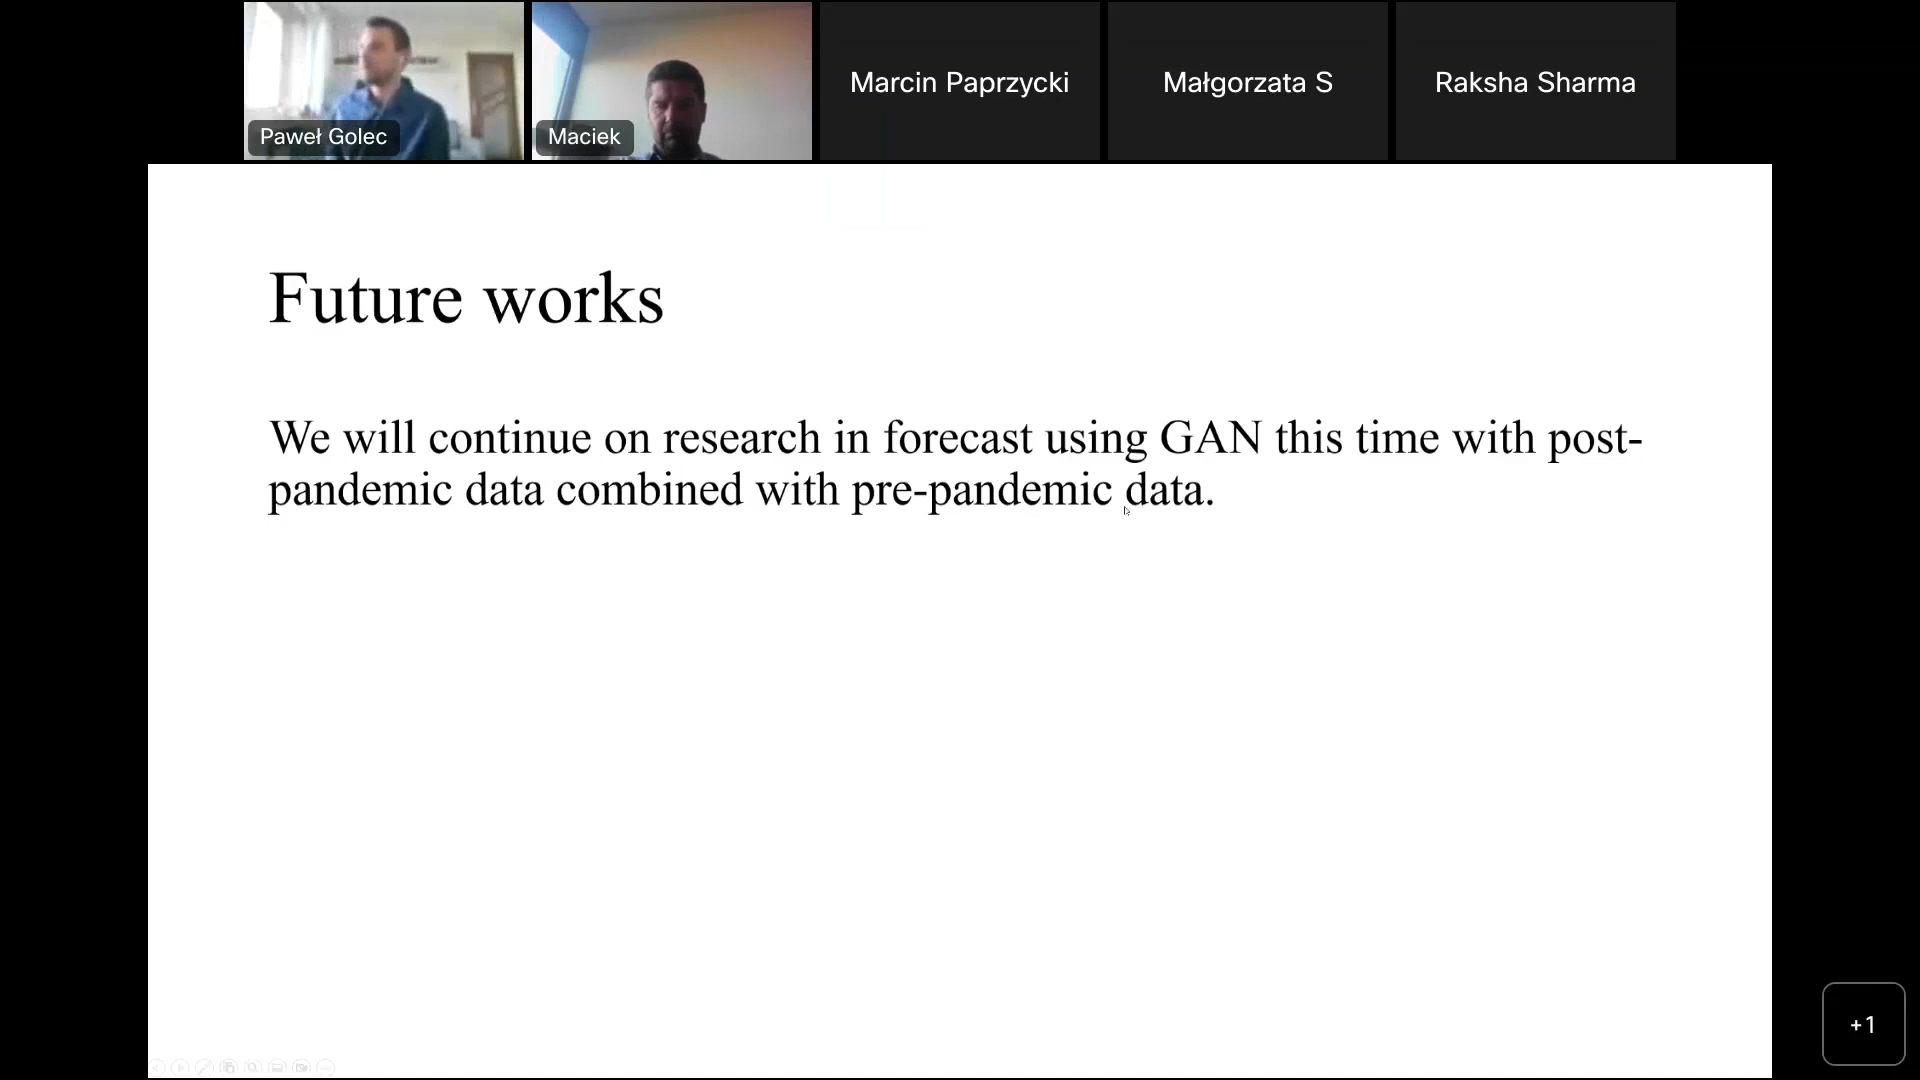 Paweł Golec
Maciek
Marcin Paprzycki
Małgorzata S
Raksha Sharma
Future works
We will continue on research in forecast using GAN this time with post-
pandemic data combined with pre-pandemic data.
+1